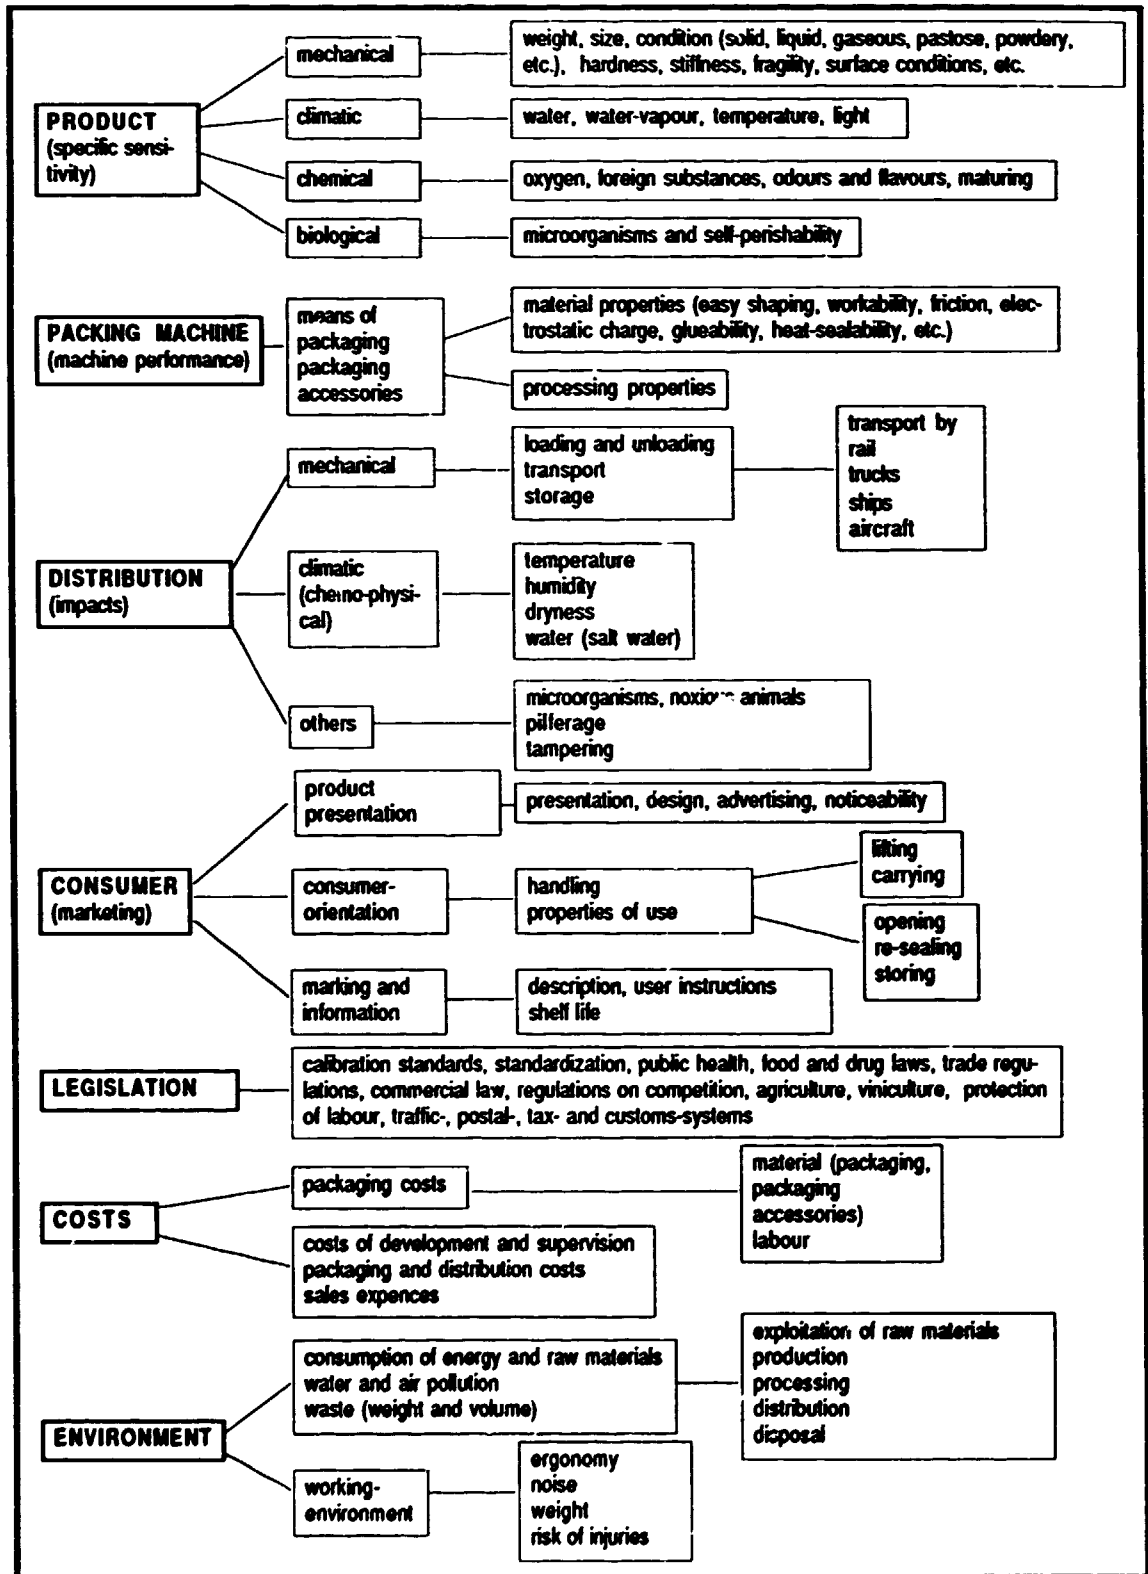 mechanical
weight, size, condition (solid, liquid, gaseous, pastose, powdery,
etc.), hardness, stiffness, fragility, surface conditions, etc.
PRODUCT
(specific sensi-
tivity)
climatic
water, water-vapour, temperature, light
chemical
oxygen, foreign substances, odours and flavours, maturing
biological
microorganisms and self-perishability
PACKING MACHINE
(machine performance)
means of
packaging
packaging
accessories
material properties (easy shaping, workability, friction, elec-
trostatic charge, glueability, heat-sealability, etc.)
processing properties
DISTRIBUTION
(impacts)
mechanical
loading and unloading
transport
storage
transport by
rail
trucks
ships
aircraft
climatic
(chemo-physi-
cal)
temperature
humidity
dryness
water (salt water)
others
microorganisms, noxious animals
pilferage
tampering
CONSUMER
(marketing)
product
presentation
presentation, design, advertising, noticeability
consumer-
orientation
handling
properties of use
lifting
carrying
opening
re-sealing
storing
marking and
information
description, user instructions
shelf life
LEGISLATION
calibration standards, standardization, public health, food and drug laws, trade regu-
lations, commercial law, regulations on competition, agriculture, viniculture, protection
of labour, traffic-, postal-, tax- and customs-systems
COSTS
packaging costs
material (packaging,
packaging
accessories)
labour
costs of development and supervision
packaging and distribution costs
sales expences
ENVIRONMENT
consumption of energy and raw materials
water and air pollution
waste (weight and volume)
exploitation of raw materials
production
processing
distribution
disposal
working-
environment
ergonomy
noise
weight
risk of injuries